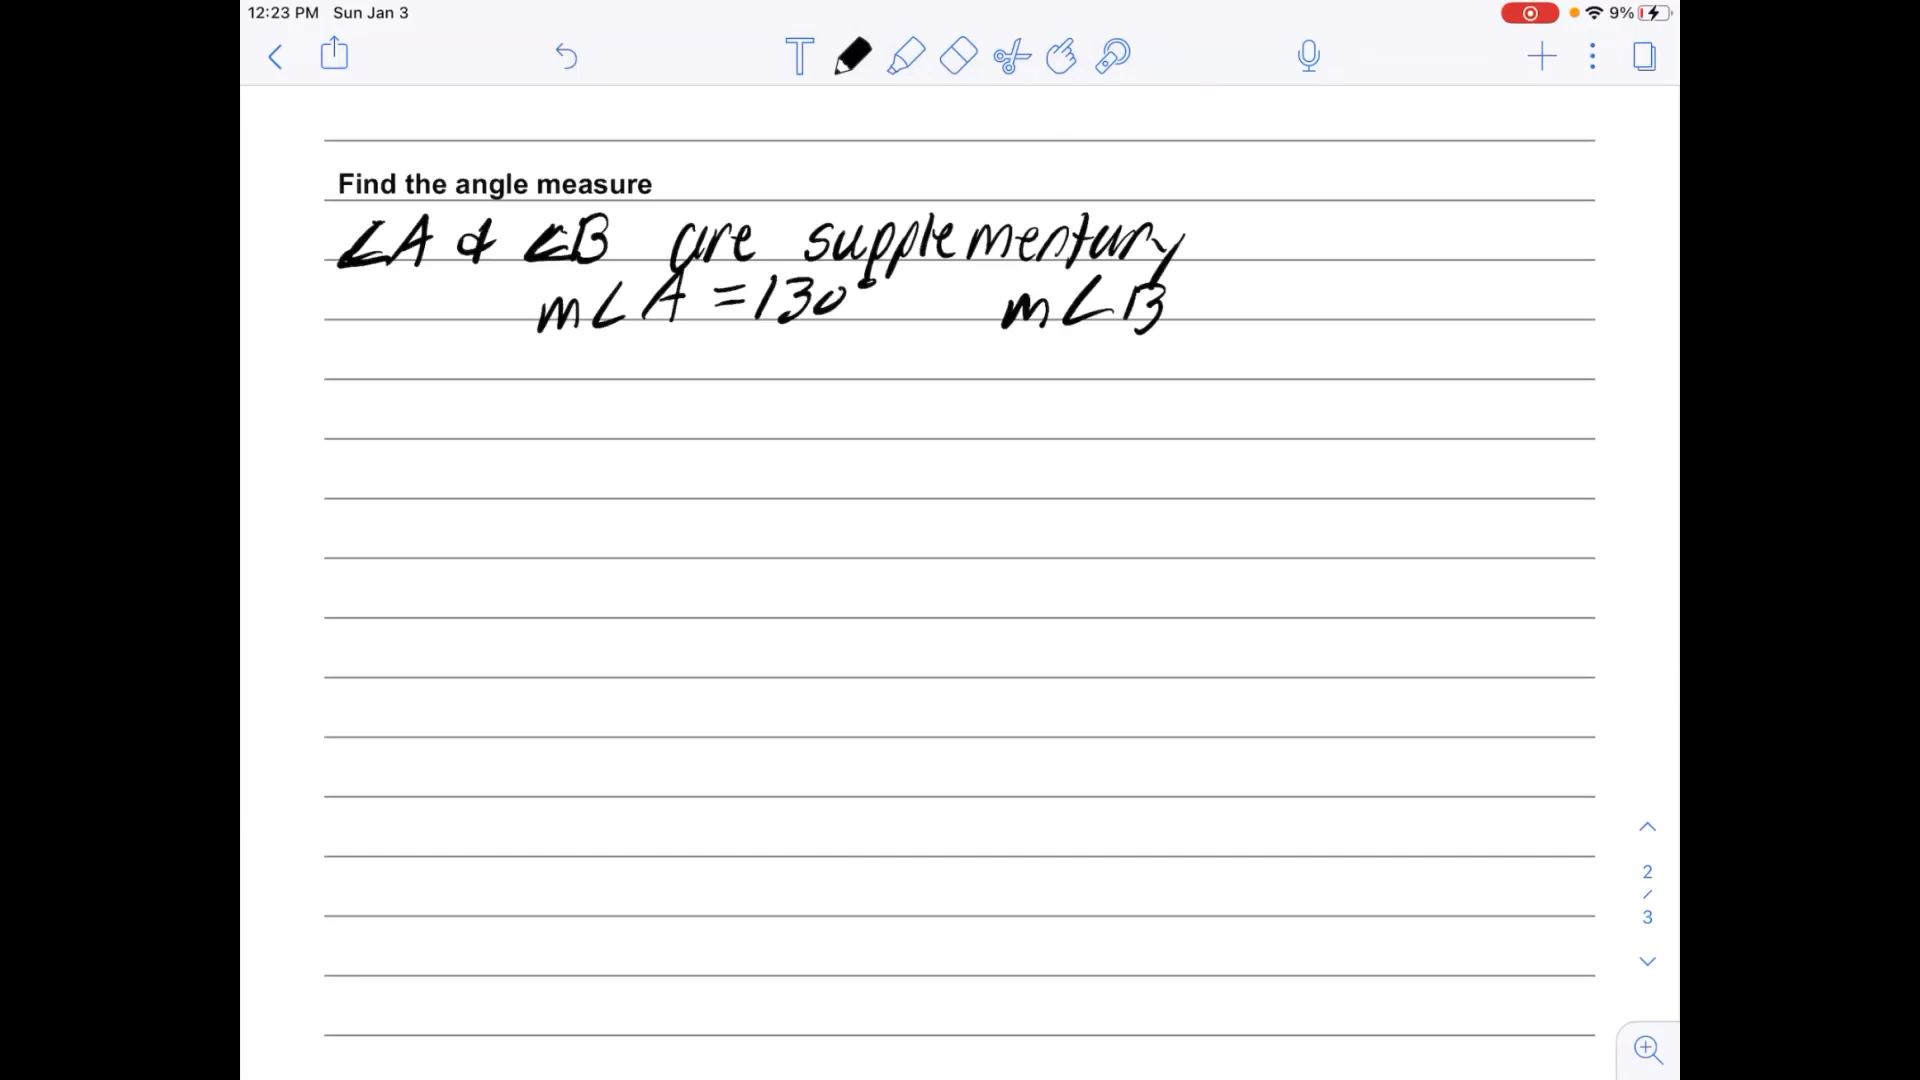 12:23 PM Sun Jan 3
9%
Find the angle measure
∠A & ∠B are supplementary
m∠A = 130° m∠B
2
/
3